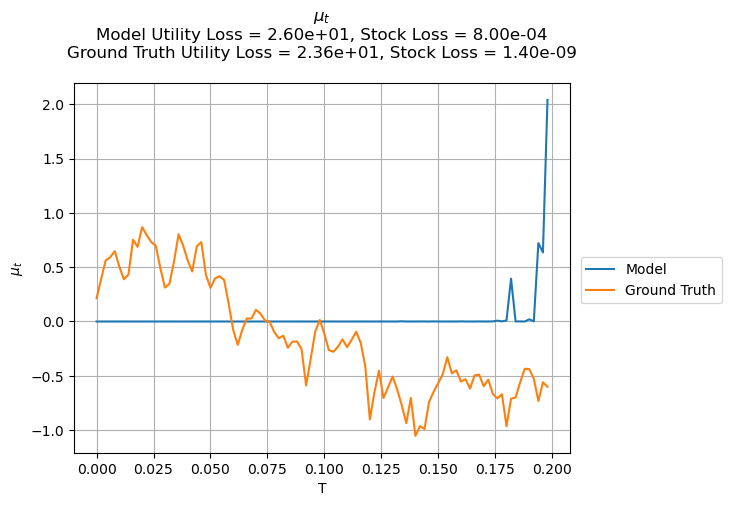 μₜ
Model Utility Loss = 2.60e+01, Stock Loss = 8.00e-04
Ground Truth Utility Loss = 2.36e+01, Stock Loss = 1.40e-09
2.0
1.5
1.0
0.5
0.0
−0.5
−1.0
μₜ
0.000 0.025 0.050 0.075 0.100 0.125 0.150 0.175 0.200
T
Model
Ground Truth